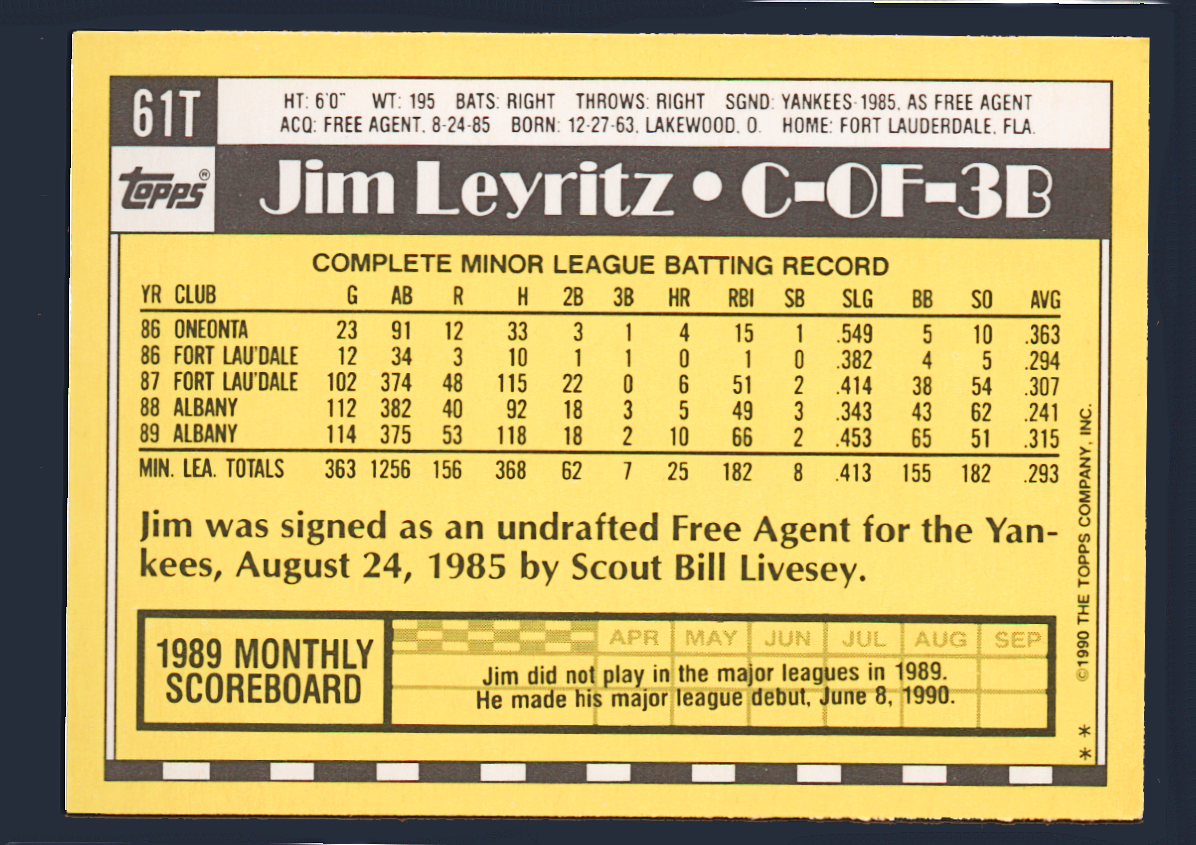 61T
HT: 6'0" WT: 195 BATS: RIGHT THROWS: RIGHT SGND: YANKEES-1985, AS FREE AGENT
ACQ: FREE AGENT, 8-24-85 BORN: 12-27-63, LAKEWOOD, O. HOME: FORT LAUDERDALE, FLA.
TOPPS®
Jim Leyritz • C-OF-3B
COMPLETE MINOR LEAGUE BATTING RECORD
YR CLUB G AB R H 2B 3B HR RBI SB SLG BB SO AVG
86 ONEONTA 23 91 12 33 3 1 4 15 1 .549 5 10 .363
86 FORT LAU'DALE 12 34 3 10 1 1 0 1 0 .382 4 5 .294
87 FORT LAU'DALE 102 374 48 115 22 0 6 51 2 .414 38 54 .307
88 ALBANY 112 382 40 92 18 3 5 49 3 .343 43 62 .241
89 ALBANY 114 375 53 118 18 2 10 66 2 .453 65 51 .315
MIN. LEA. TOTALS 363 1256 156 368 62 7 25 182 8 .413 155 182 .293
Jim was signed as an undrafted Free Agent for the Yan-
kees, August 24, 1985 by Scout Bill Livesey.
1989 MONTHLY
SCOREBOARD
APR MAY JUN JUL AUG SEP
Jim did not play in the major leagues in 1989.
He made his major league debut, June 8, 1990.
©1990 THE TOPPS COMPANY, INC.
* *